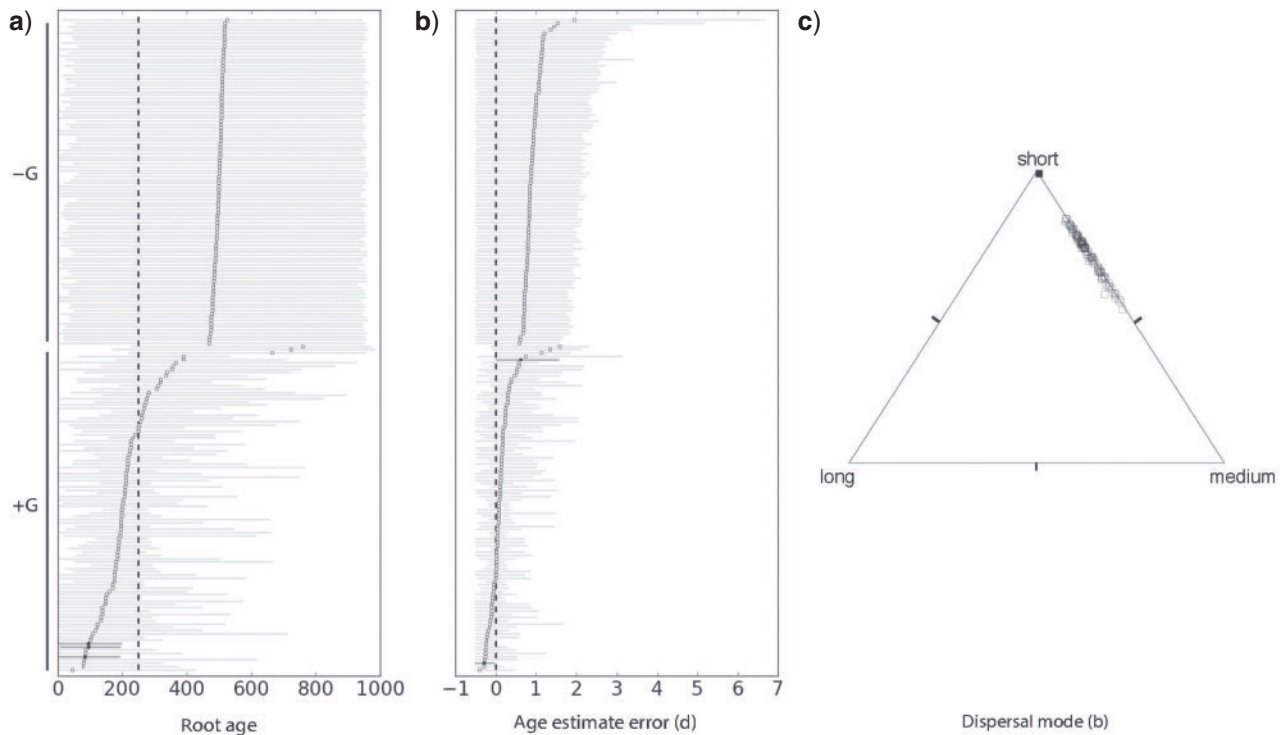 a)
b)
c)
−G
+G
0 200 400 600 800 1000
Root age
−1 0 1 2 3 4 5 6 7
Age estimate error (d)
short
long
medium
Dispersal mode (b)